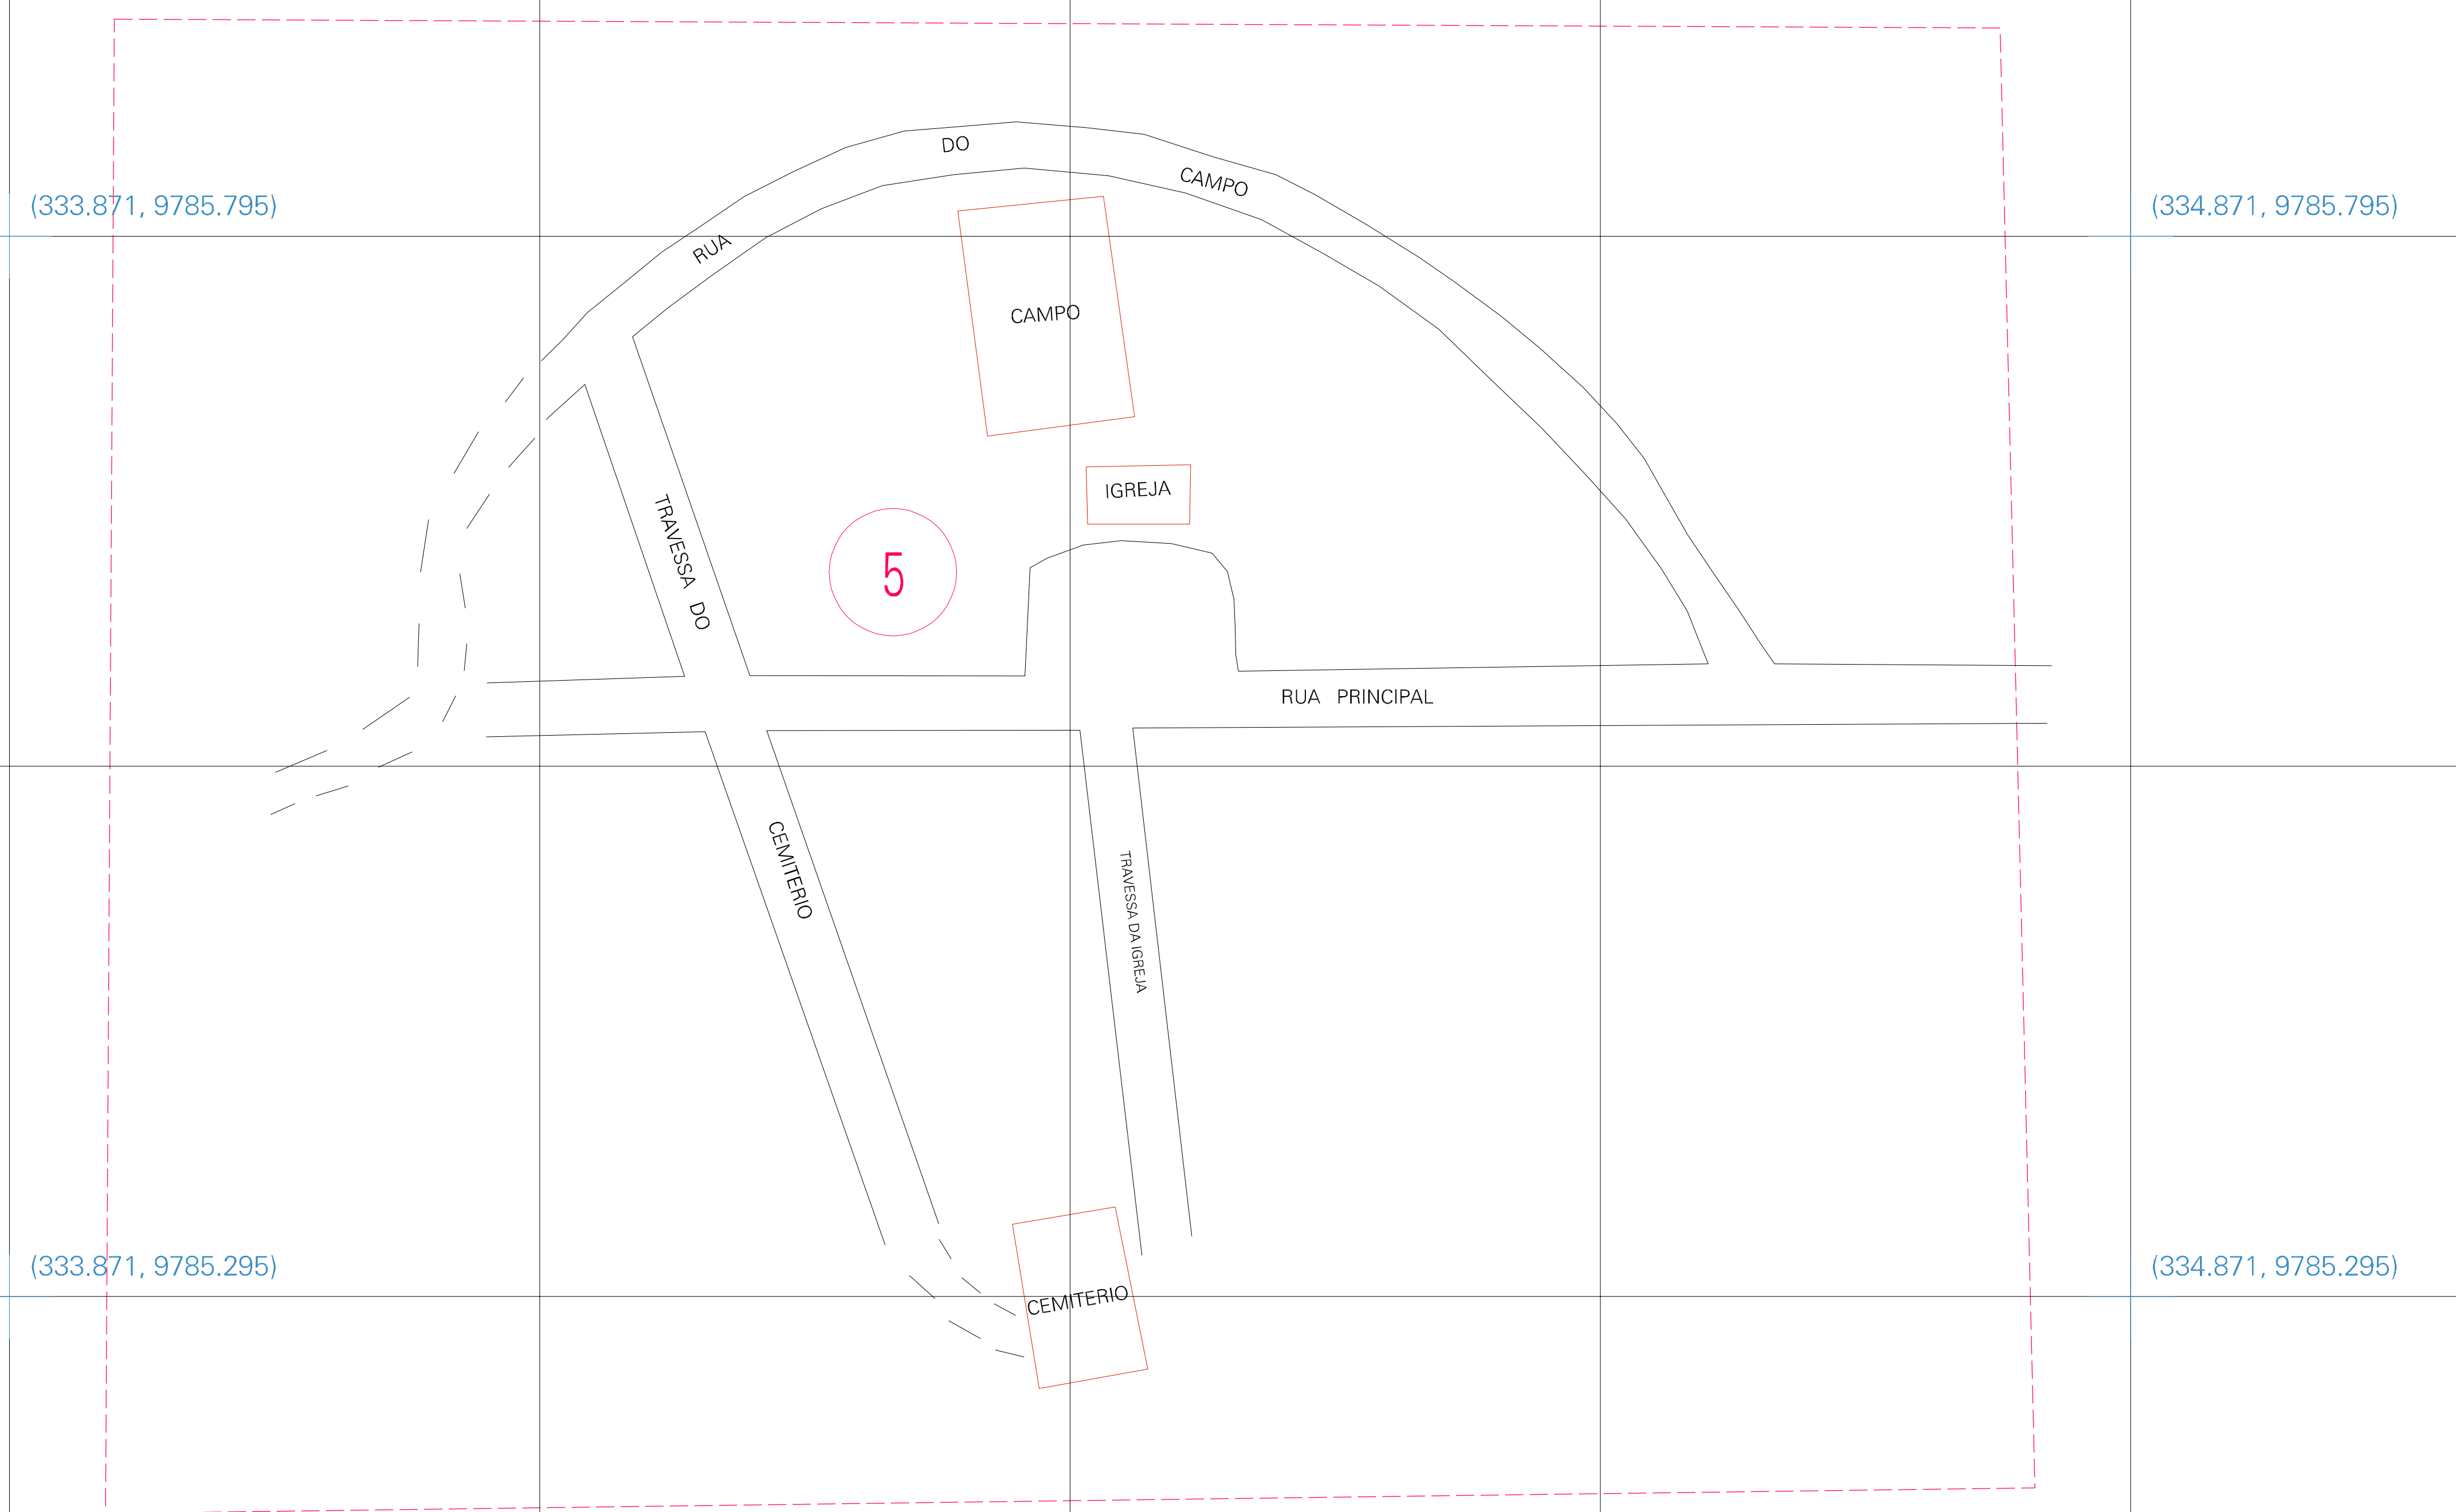 DO
CAMPO
(333.871, 9785.795)
(334.871, 9785.795)
RUA
CAMPO
IGREJA
TRAVESSA DO
5
RUA PRINCIPAL
CEMITERIO
TRAVESSA DA IGREJA
(333.871, 9785.295)
(334.871, 9785.295)
CEMITERIO